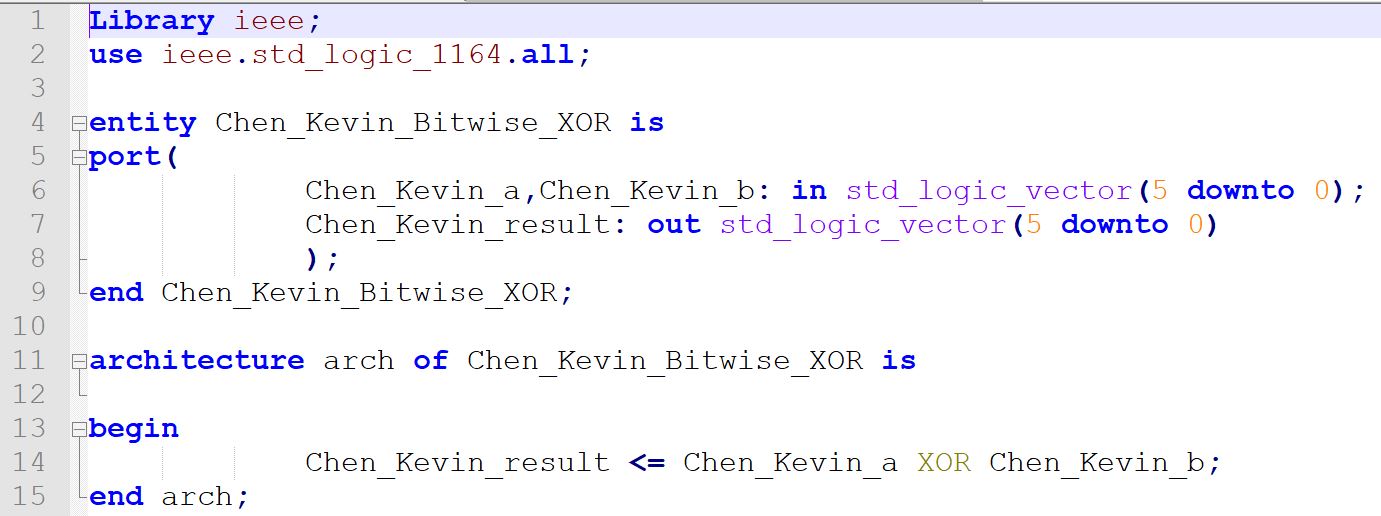 1 Library ieee;
2 use ieee.std_logic_1164.all;
3
4 entity Chen_Kevin_Bitwise_XOR is
5 port(
6 Chen_Kevin_a,Chen_Kevin_b: in std_logic_vector(5 downto 0);
7 Chen_Kevin_result: out std_logic_vector(5 downto 0)
8 );
9 end Chen_Kevin_Bitwise_XOR;
10
11 architecture arch of Chen_Kevin_Bitwise_XOR is
12
13 begin
14 Chen_Kevin_result <= Chen_Kevin_a XOR Chen_Kevin_b;
15 end arch;